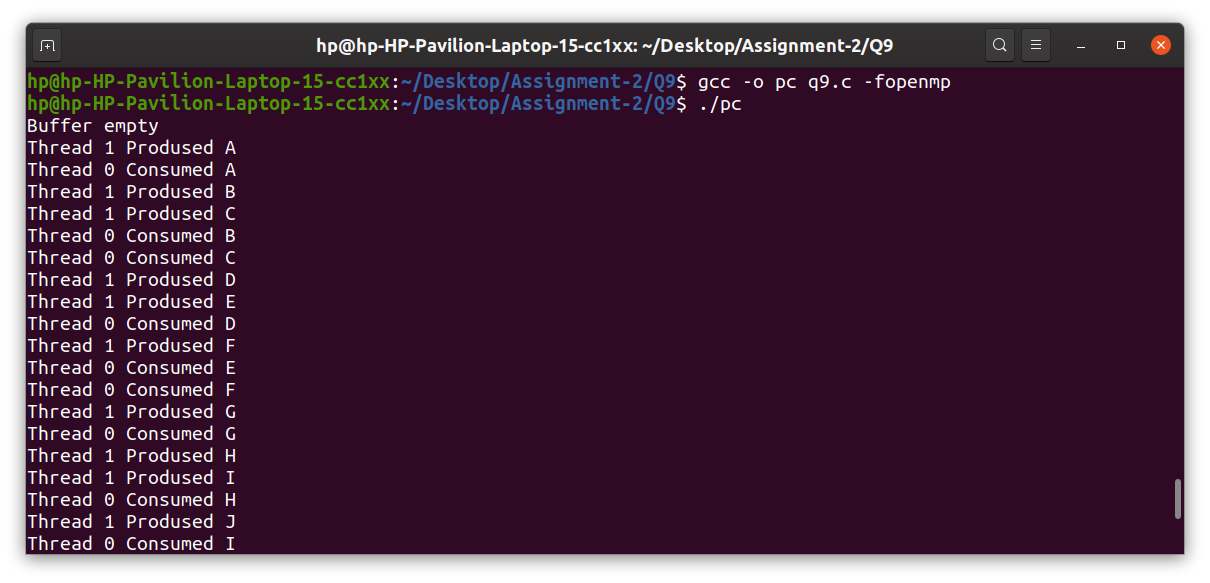 hp@hp-HP-Pavilion-Laptop-15-cc1xx: ~/Desktop/Assignment-2/Q9
hp@hp-HP-Pavilion-Laptop-15-cc1xx:~/Desktop/Assignment-2/Q9$ gcc -o pc q9.c -fopenmp
hp@hp-HP-Pavilion-Laptop-15-cc1xx:~/Desktop/Assignment-2/Q9$ ./pc
Buffer empty
Thread 1 Prodused A
Thread 0 Consumed A
Thread 1 Prodused B
Thread 1 Prodused C
Thread 0 Consumed B
Thread 0 Consumed C
Thread 1 Prodused D
Thread 1 Prodused E
Thread 0 Consumed D
Thread 1 Prodused F
Thread 0 Consumed E
Thread 0 Consumed F
Thread 1 Prodused G
Thread 0 Consumed G
Thread 1 Prodused H
Thread 1 Prodused I
Thread 0 Consumed H
Thread 1 Prodused J
Thread 0 Consumed I